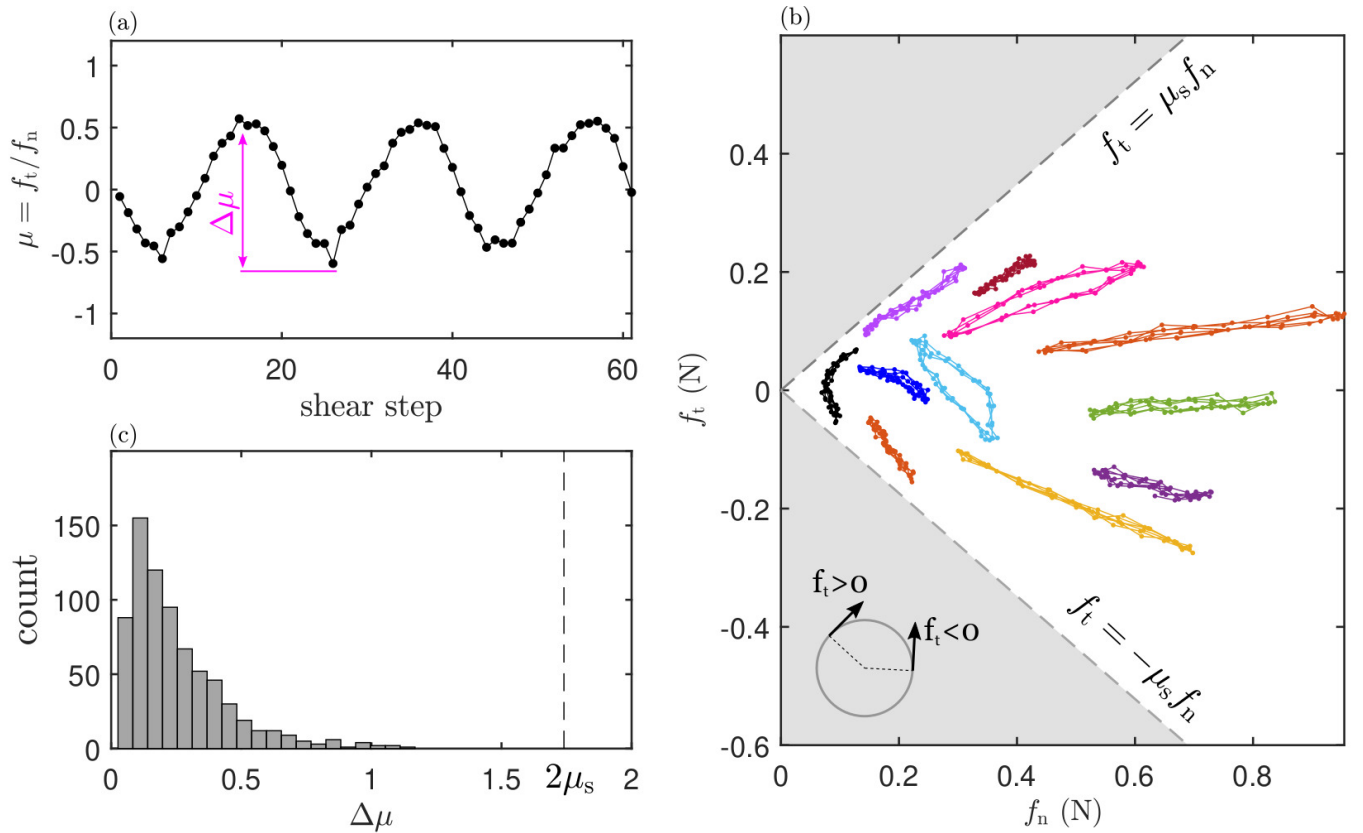 (a)
1
0.5
0
-0.5
-1
μ = f_t/f_n
Δμ
0
20
40
60
shear step
(b)
0.4
0.2
0
-0.2
-0.4
-0.6
f_t (N)
f_t = μ_s f_n
f_t = −μ_s f_n
f_t>0
f_t<0
0
0.2
0.4
0.6
0.8
f_n (N)
(c)
150
100
50
0
count
0
0.5
1
1.5
2μ_s
2
Δμ